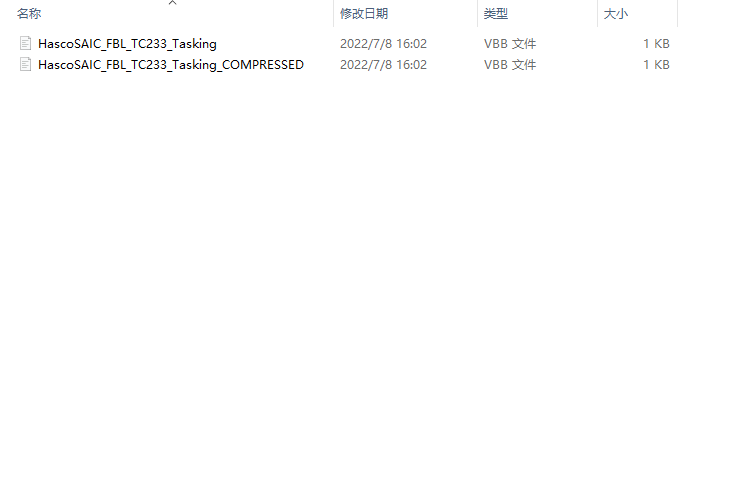 名称 修改日期 类型 大小
HascoSAIC_FBL_TC233_Tasking 2022/7/8 16:02 VBB 文件 1 KB
HascoSAIC_FBL_TC233_Tasking_COMPRESSED 2022/7/8 16:02 VBB 文件 1 KB